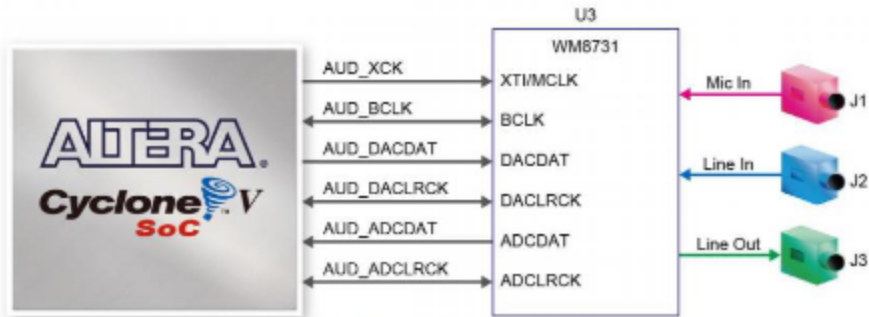 U3
WM8731
AUD_XCK
XTI/MCLK
Mic In
J1
AUD_BCLK
BCLK
ALTERA.
AUD_DACDAT
DACDAT
Line In
J2
Cyclone V
SoC
AUD_DACLRCK
DACLRCK
AUD_ADCDAT
ADCDAT
Line Out
J3
AUD_ADCLRCK
ADCLRCK